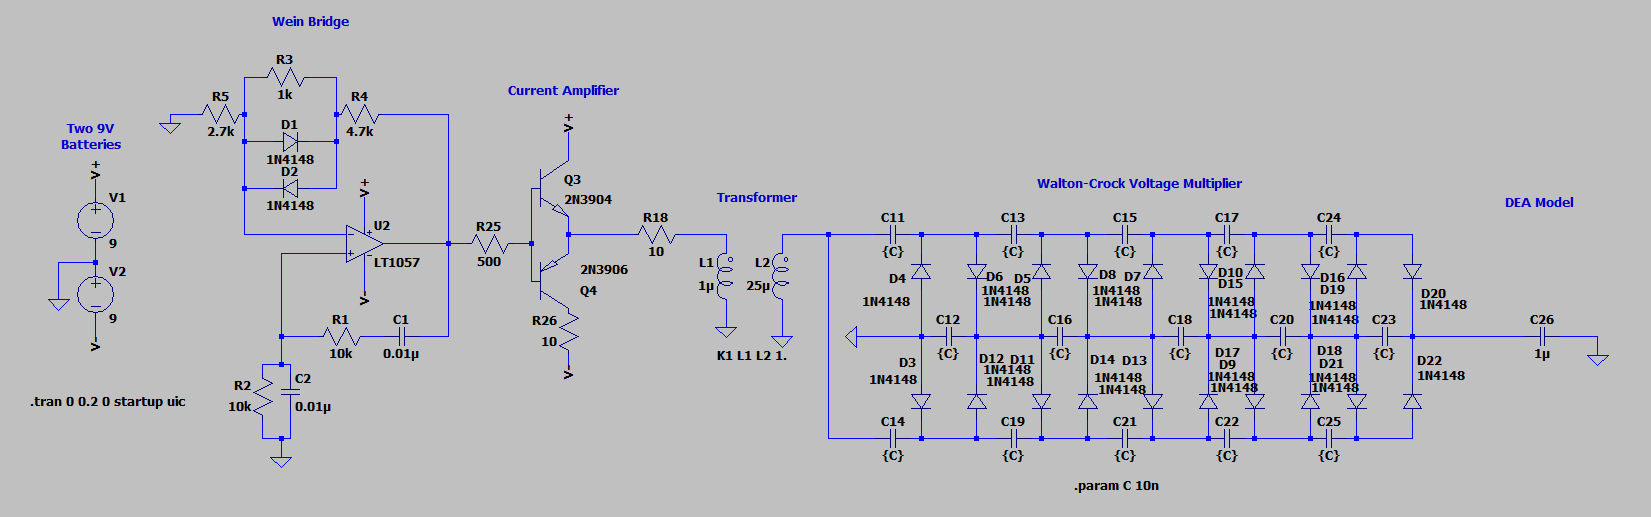 Wein Bridge
R3
1k
R5
2.7k
R4
4.7k
D1
1N4148
D2
1N4148
Two 9V
Batteries
V+
V1
9
V2
9
V-
V+
U2
LT1057
V-
R1
10k
C1
0.01µ
R2
10k
C2
0.01µ
.tran 0 0.2 0 startup uic
Current Amplifier
V+
Q3
2N3904
R25
500
2N3906
Q4
R26
10
V-
R18
10
Transformer
L1
1µ
L2
25µ
K1 L1 L2 1.
Walton-Crock Voltage Multiplier
C11
{C}
C13
{C}
C15
{C}
C17
{C}
C24
{C}
D4
1N4148
D6
1N4148
D5
1N4148
D8
1N4148
D7
1N4148
D10
D15
1N4148
1N4148
D16
D19
1N4148
1N4148
D20
1N4148
C12
{C}
C16
{C}
C18
{C}
C20
{C}
C23
{C}
D3
1N4148
D12
1N4148
D11
1N4148
D14
1N4148
D13
1N4148
D17
D9
1N4148
1N4148
D18
D21
1N4148
1N4148
D22
1N4148
C14
{C}
C19
{C}
C21
{C}
C22
{C}
C25
{C}
.param C 10n
DEA Model
C26
1µ